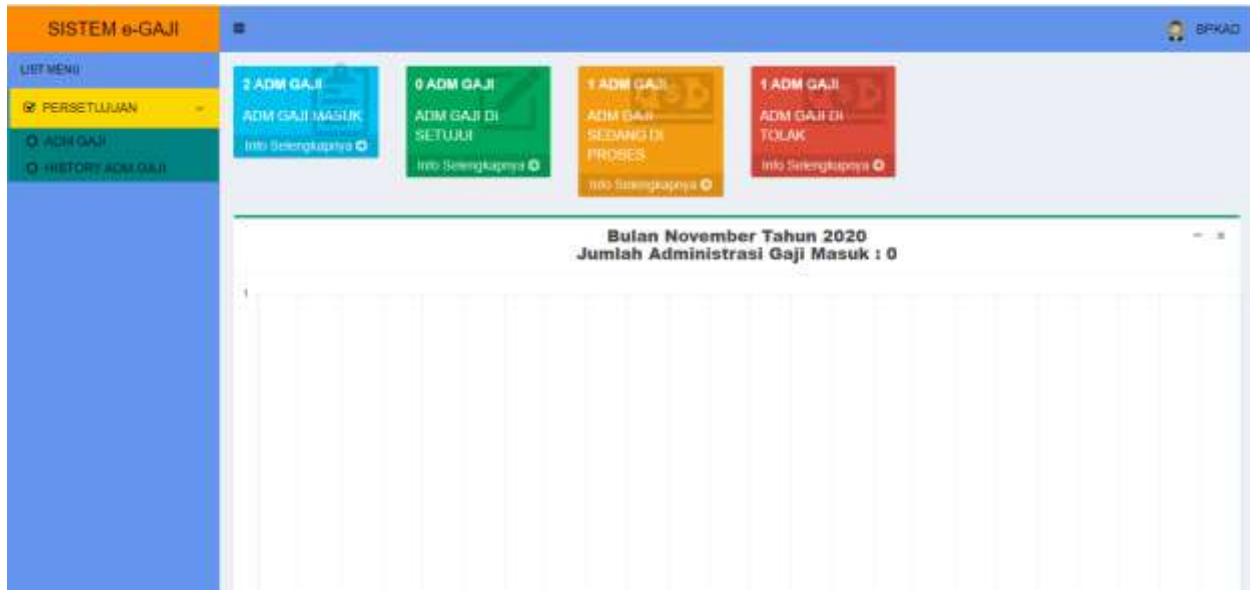 SISTEM e-GAJI
BPKAD
LIST MENU
PERSETUJUAN
ADM GAJI
HISTORY ADM GAJI
2 ADM GAJI
ADM GAJI MASUK
Info Selengkapnya
0 ADM GAJI
ADM GAJI DI
SETUJUI
Info Selengkapnya
1 ADM GAJI
ADM GAJI
SEDANG DI
PROSES
Info Selengkapnya
1 ADM GAJI
ADM GAJI DI
TOLAK
Info Selengkapnya
Bulan November Tahun 2020
Jumlah Administrasi Gaji Masuk : 0
1